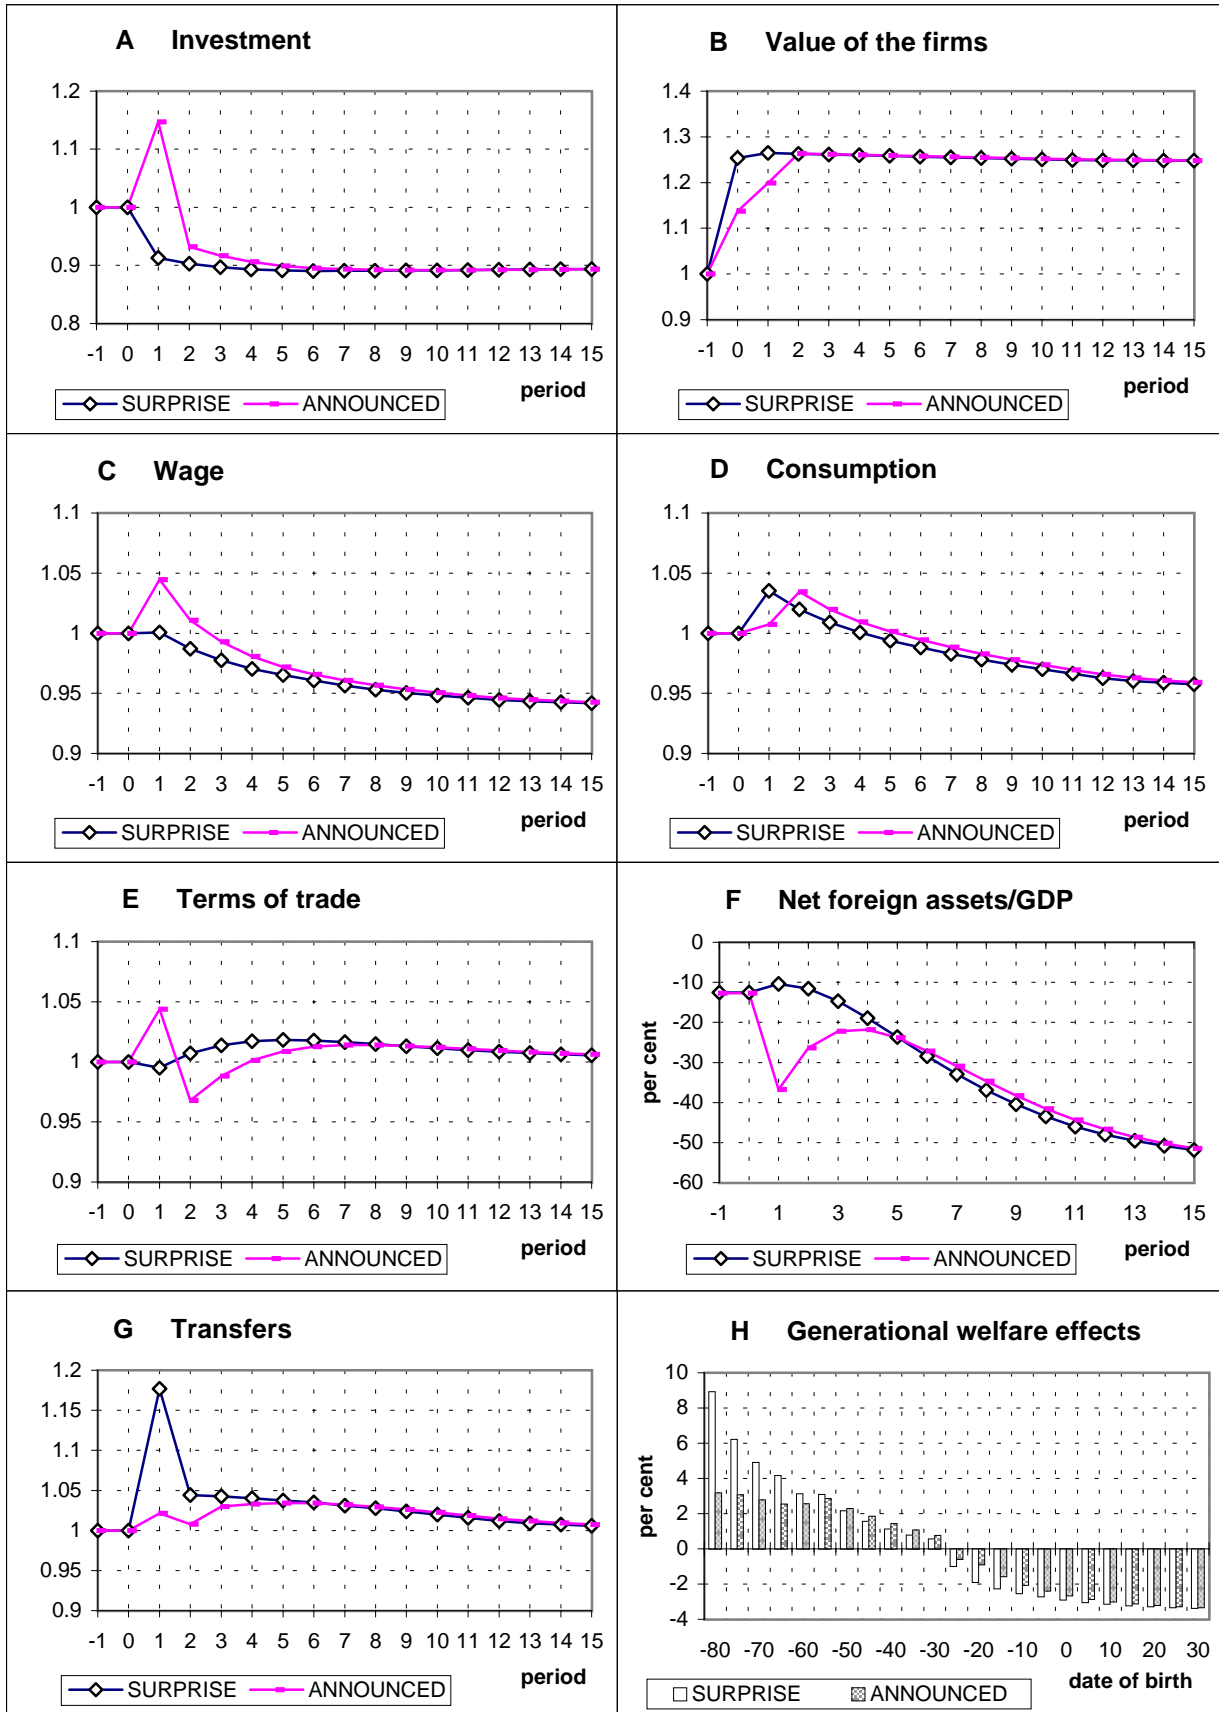 A Investment
1.2
1.1
1
0.9
0.8
-1 0 1 2 3 4 5 6 7 8 9 10 11 12 13 14 15
period
SURPRISE ANNOUNCED
B Value of the firms
1.4
1.3
1.2
1.1
1
0.9
-1 0 1 2 3 4 5 6 7 8 9 10 11 12 13 14 15
period
SURPRISE ANNOUNCED
C Wage
1.1
1.05
1
0.95
0.9
-1 0 1 2 3 4 5 6 7 8 9 10 11 12 13 14 15
period
SURPRISE ANNOUNCED
D Consumption
1.1
1.05
1
0.95
0.9
-1 0 1 2 3 4 5 6 7 8 9 10 11 12 13 14 15
period
SURPRISE ANNOUNCED
E Terms of trade
1.1
1.05
1
0.95
0.9
-1 0 1 2 3 4 5 6 7 8 9 10 11 12 13 14 15
period
SURPRISE ANNOUNCED
F Net foreign assets/GDP
per cent
0
-10
-20
-30
-40
-50
-60
-1 1 3 5 7 9 11 13 15
period
SURPRISE ANNOUNCED
G Transfers
1.2
1.15
1.1
1.05
1
0.95
0.9
-1 0 1 2 3 4 5 6 7 8 9 10 11 12 13 14 15
period
SURPRISE ANNOUNCED
H Generational welfare effects
per cent
10
8
6
4
2
0
-2
-4
-80 -70 -60 -50 -40 -30 -20 -10 0 10 20 30
date of birth
SURPRISE ANNOUNCED